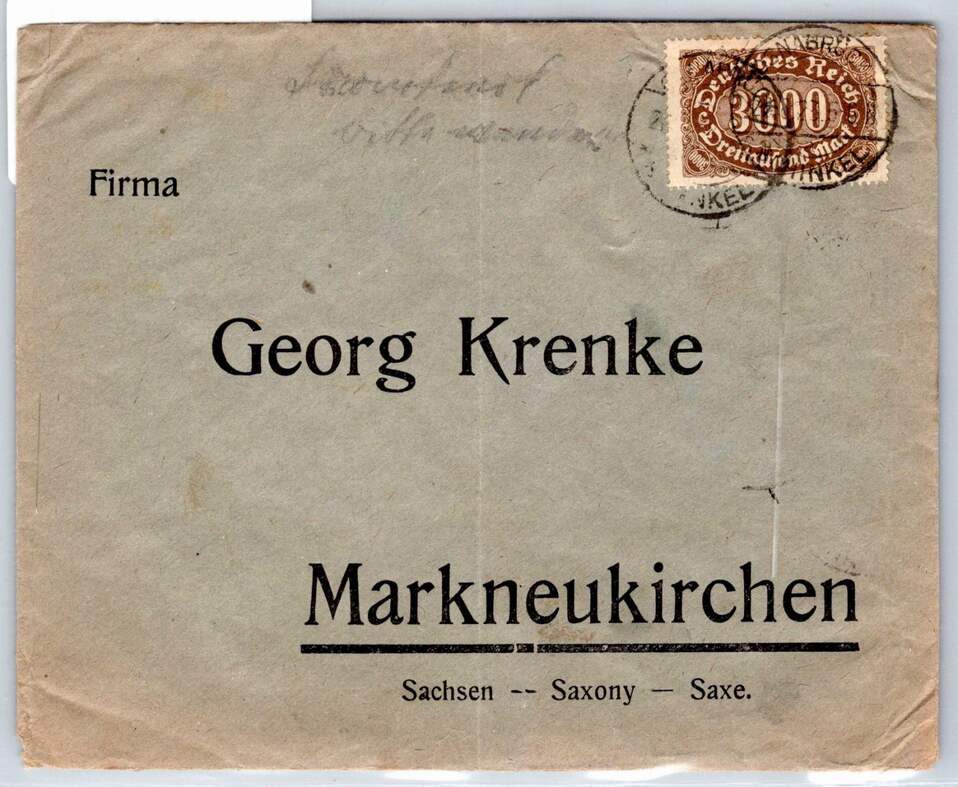 Deutsches Reich
3000
Dreitausend Mark
Firma
Georg Krenke
Markneukirchen
Sachsen -- Saxony — Saxe.